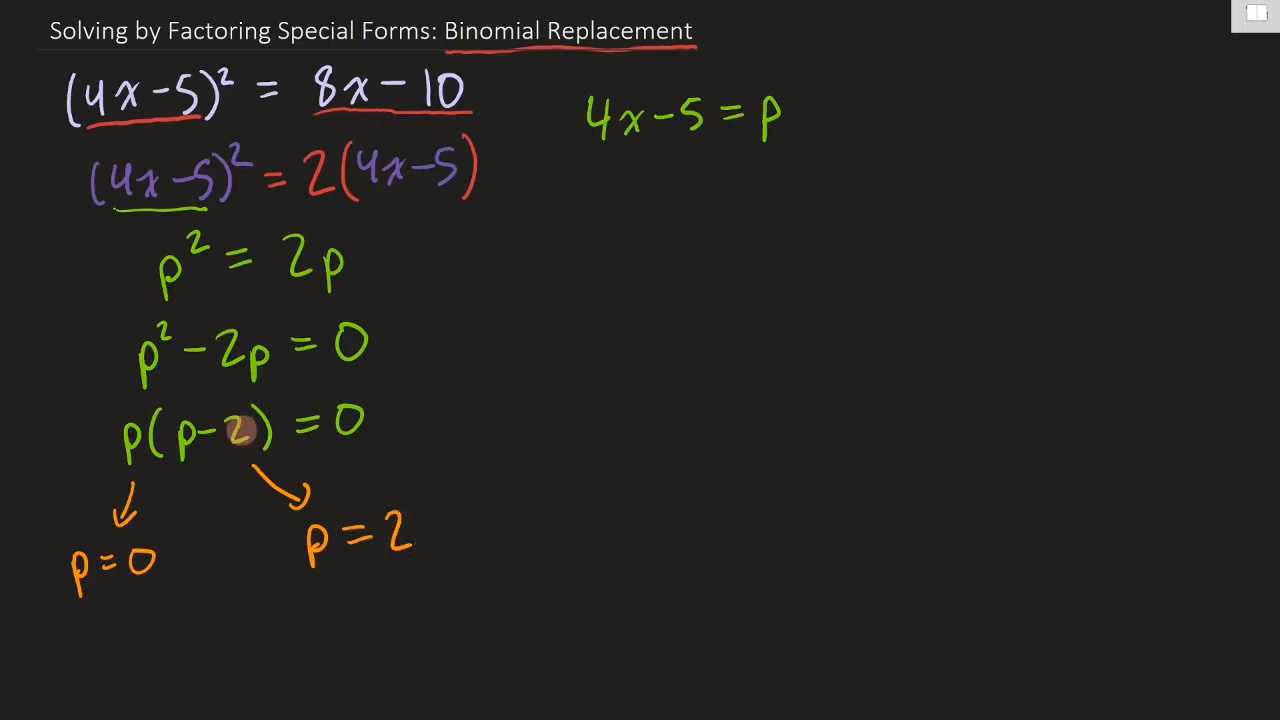 Solving by Factoring Special Forms: Binomial Replacement
(4x-5)² = 8x-10
4x-5 = p
(4x-5)² = 2(4x-5)
p² = 2p
p² - 2p = 0
p(p-2) = 0
p = 0
p = 2